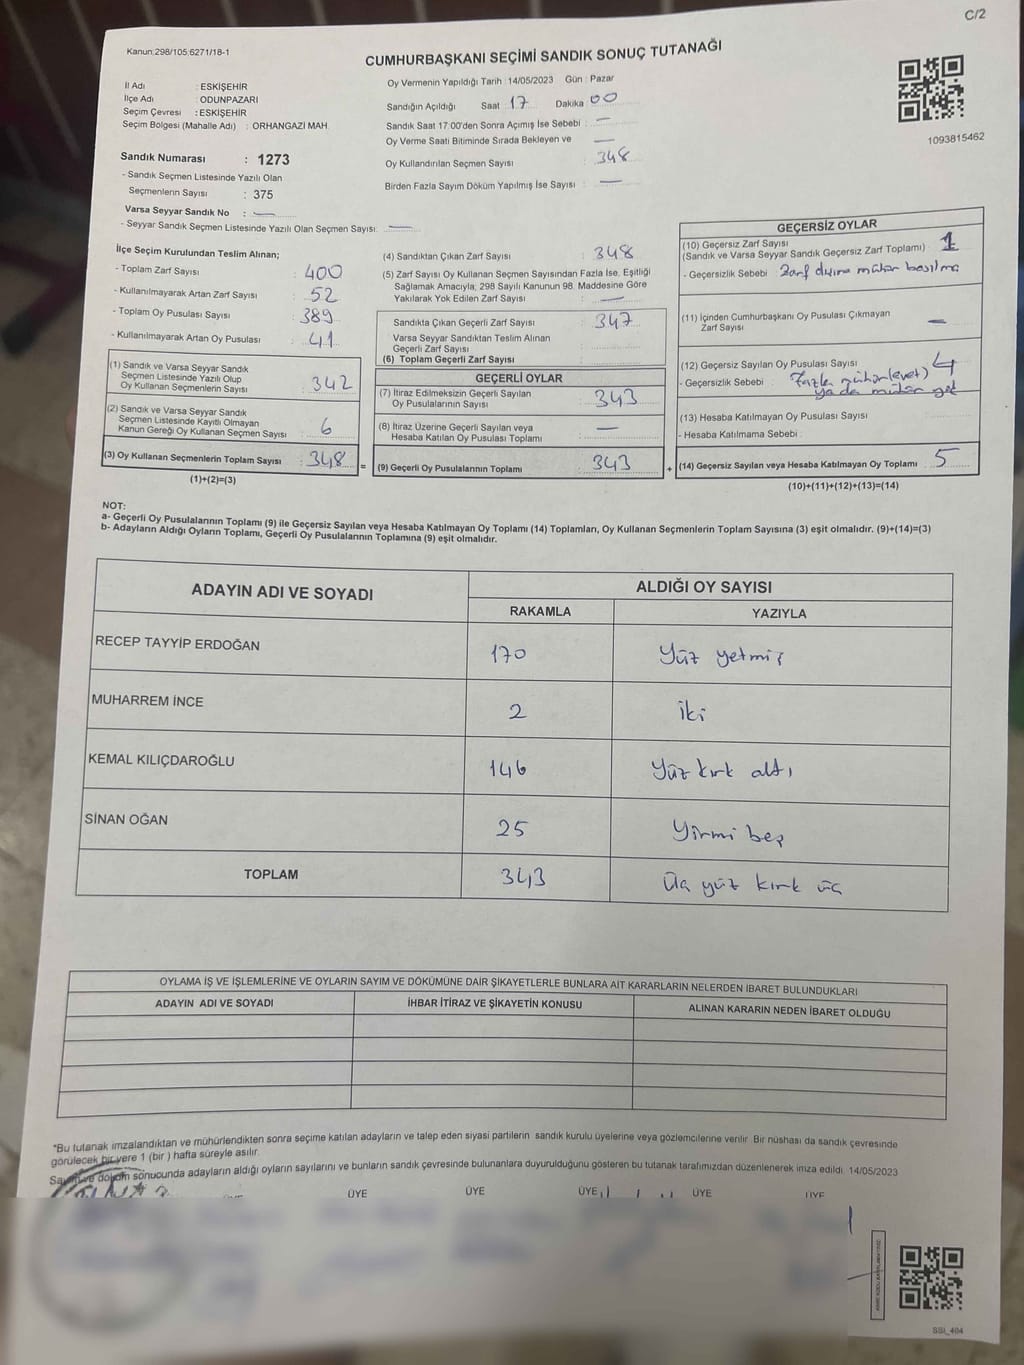 C/2
Kanun:298/105;6271/18-1
CUMHURBAŞKANI SEÇİMİ SANDIK SONUÇ TUTANAĞI
İl Adı : ESKİŞEHİR
İlçe Adı : ODUNPAZARI
Seçim Çevresi : ESKİŞEHİR
Seçim Bölgesi (Mahalle Adı) : ORHANGAZİ MAH.
Oy Vermenin Yapıldığı Tarih : 14/05/2023 Gün : Pazar
Sandığın Açıldığı Saat 17 Dakika 00
Sandık Saat 17:00'den Sonra Açımış İse Sebebi : —
Oy Verme Saati Bitiminde Sırada Bekleyen ve —
Oy Kullandırılan Seçmen Sayısı : 348
Birden Fazla Sayım Döküm Yapılmış İse Sayısı : —
1093815462
Sandık Numarası : 1273
- Sandık Seçmen Listesinde Yazılı Olan
Seçmenlerin Sayısı : 375
Varsa Seyyar Sandık No : —
- Seyyar Sandık Seçmen Listesinde Yazılı Olan Seçmen Sayısı: —
İlçe Seçim Kurulundan Teslim Alınan;
- Toplam Zarf Sayısı : 400
- Kullanılmayarak Artan Zarf Sayısı : 52
- Toplam Oy Pusulası Sayısı : 389
- Kullanılmayarak Artan Oy Pusulası : 41
(1) Sandık ve Varsa Seyyar Sandık
Seçmen Listesinde Yazılı Olup
Oy Kullanan Seçmenlerin Sayısı : 342
(2) Sandık ve Varsa Seyyar Sandık
Seçmen Listesinde Kayıtlı Olmayan
Kanun Gereği Oy Kullanan Seçmen Sayısı : 6
(3) Oy Kullanan Seçmenlerin Toplam Sayısı : 348
(1)+(2)=(3)
(4) Sandıktan Çıkan Zarf Sayısı : 348
(5) Zarf Sayısı Oy Kullanan Seçmen Sayısından Fazla İse, Eşitliği
Sağlamak Amacıyla, 298 Sayılı Kanunun 98. Maddesine Göre
Yakılarak Yok Edilen Zarf Sayısı : —
Sandıkta Çıkan Geçerli Zarf Sayısı : 347
Varsa Seyyar Sandıktan Teslim Alınan
Geçerli Zarf Sayısı :
(6) Toplam Geçerli Zarf Sayısı :
GEÇERLİ OYLAR
(7) İtiraz Edilmeksizin Geçerli Sayılan
Oy Pusulalarının Sayısı : 343
(8) İtiraz Üzerine Geçerli Sayılan veya
Hesaba Katılan Oy Pusulası Toplamı : —
= (9) Geçerli Oy Pusulalarının Toplamı : 343
GEÇERSİZ OYLAR
(10) Geçersiz Zarf Sayısı
(Sandık ve Varsa Seyyar Sandık Geçersiz Zarf Toplamı) : 1
- Geçersizlik Sebebi : Zarf dışına mühür basılma
(11) İçinden Cumhurbaşkanı Oy Pusulası Çıkmayan
Zarf Sayısı : —
(12) Geçersiz Sayılan Oy Pusulası Sayısı : 4
- Geçersizlik Sebebi : Fazla mühür(evet)
ya da mühür
(13) Hesaba Katılmayan Oy Pusulası Sayısı :
- Hesaba Katılmama Sebebi :
+ (14) Geçersiz Sayılan veya Hesaba Katılmayan Oy Toplamı : 5
(10)+(11)+(12)+(13)=(14)
NOT:
a- Geçerli Oy Pusulalarının Toplamı (9) ile Geçersiz Sayılan veya Hesaba Katılmayan Oy Toplamı (14) Toplamları, Oy Kullanan Seçmenlerin Toplam Sayısına (3) eşit olmalıdır. (9)+(14)=(3)
b- Adayların Aldığı Oyların Toplamı, Geçerli Oy Pusulalarının Toplamına (9) eşit olmalıdır.
ADAYIN ADI VE SOYADI ALDIĞI OY SAYISI
RAKAMLA YAZIYLA
RECEP TAYYİP ERDOĞAN 170 Yüz yetmiş
MUHARREM İNCE 2 iki
KEMAL KILIÇDAROĞLU 146 Yüz kırk altı
SİNAN OĞAN 25 Yirmi beş
TOPLAM 343 Üç yüz kırk üç
OYLAMA İŞ VE İŞLEMLERİNE VE OYLARIN SAYIM VE DÖKÜMÜNE DAİR ŞİKAYETLERLE BUNLARA AİT KARARLARIN NELERDEN İBARET BULUNDUKLARI
ADAYIN ADI VE SOYADI İHBAR İTİRAZ VE ŞİKAYETİN KONUSU ALINAN KARARIN NEDEN İBARET OLDUĞU
*Bu tutanak imzalandıktan ve mühürlendikten sonra seçime katılan adayların ve talep eden siyasi partilerin sandık kurulu üyelerine veya gözlemcilerine verilir. Bir nüshası da sandık çevresinde
görülecek bir yere 1 (bir) hafta süreyle asılır.
Sayım ve döküm sonucunda adayların aldığı oyların sayılarını ve bunların sandık çevresinde bulunanlara duyurulduğunu gösteren bu tutanak tarafımızdan düzenlenerek imza edildi. 14/05/2023
ÜYE ÜYE ÜYE ÜYE ÜYE
SSI_404